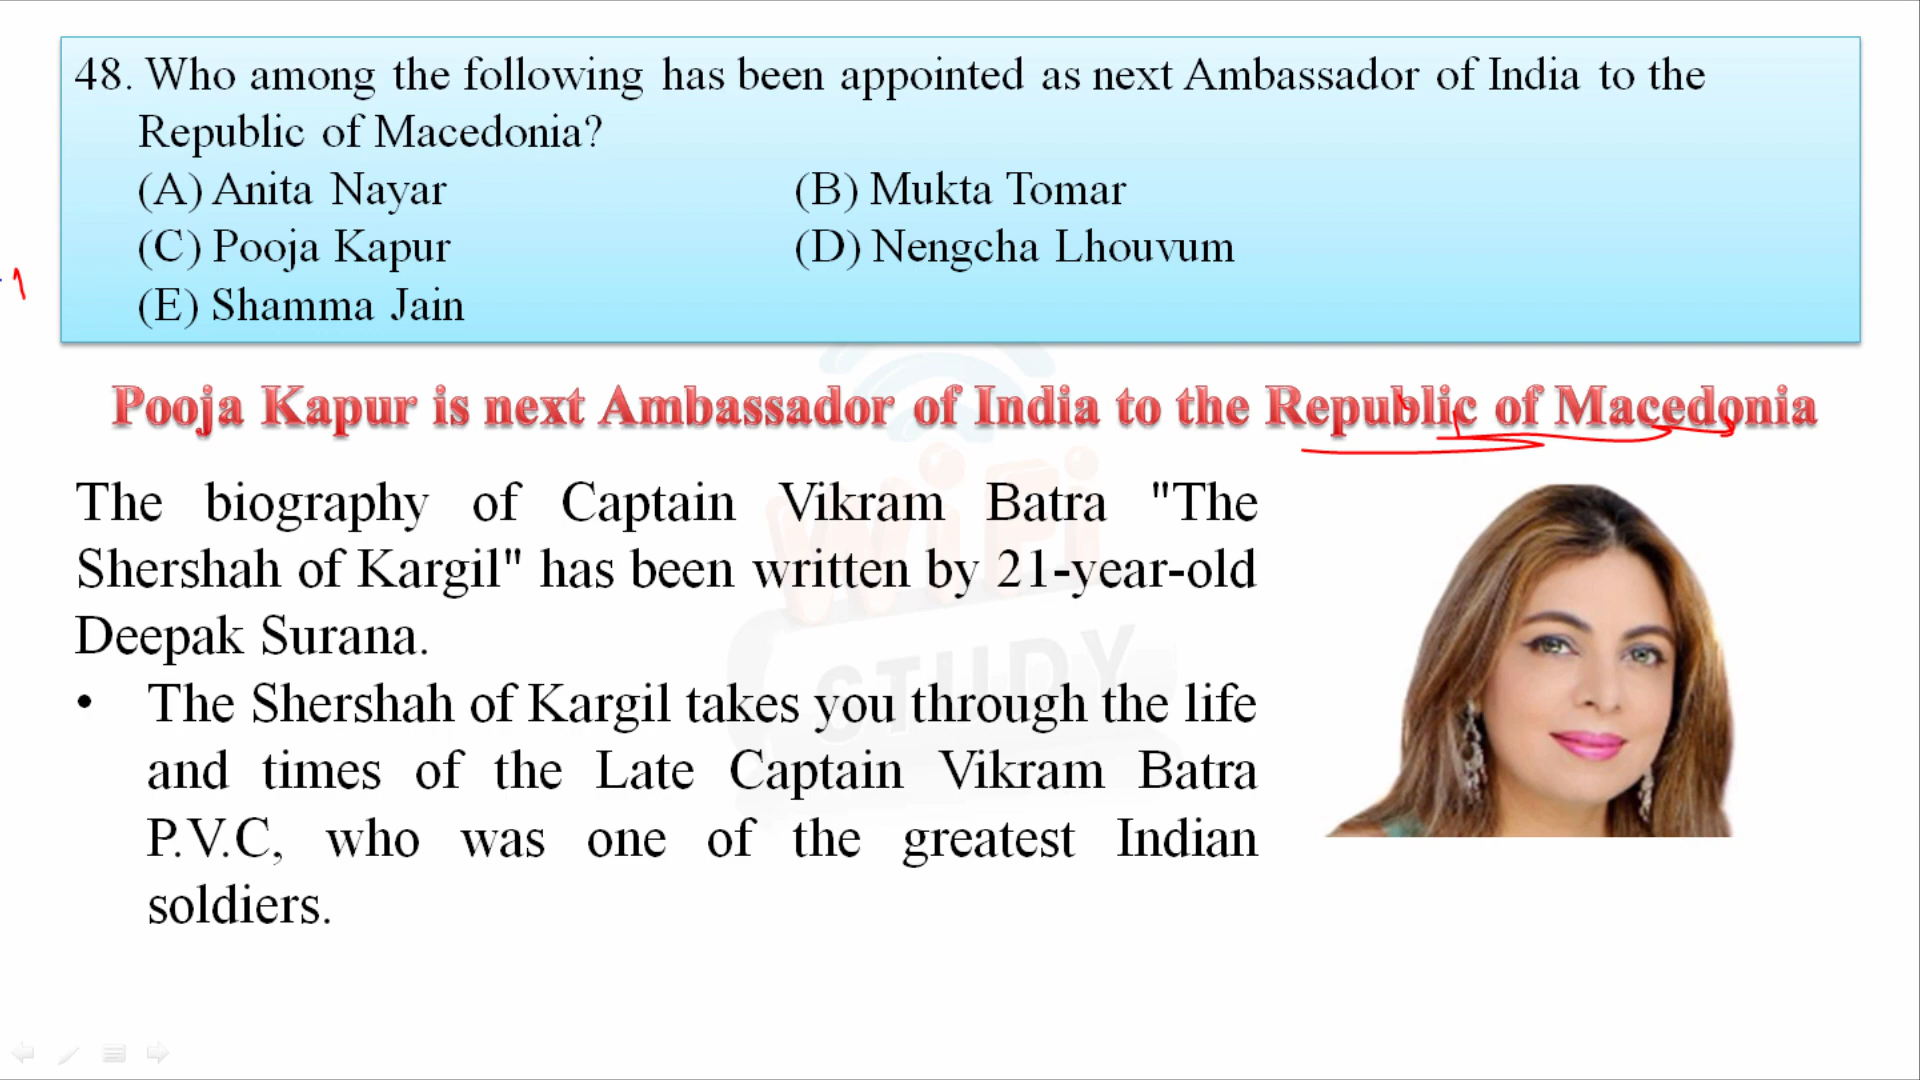 48. Who among the following has been appointed as next Ambassador of India to the
Republic of Macedonia?
(A) Anita Nayar (B) Mukta Tomar
(C) Pooja Kapur (D) Nengcha Lhouvum
(E) Shamma Jain
1
Pooja Kapur is next Ambassador of India to the Republic of Macedonia
The biography of Captain Vikram Batra "The
Shershah of Kargil" has been written by 21-year-old
Deepak Surana.
• The Shershah of Kargil takes you through the life
and times of the Late Captain Vikram Batra
P.V.C, who was one of the greatest Indian
soldiers.
WiFi
STUDY